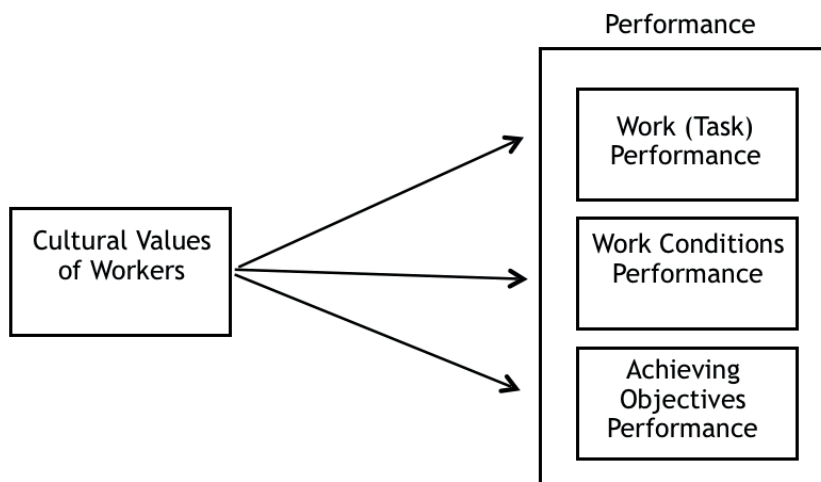 Performance
Work (Task)
Performance
Cultural Values
of Workers
Work Conditions
Performance
Achieving
Objectives
Performance